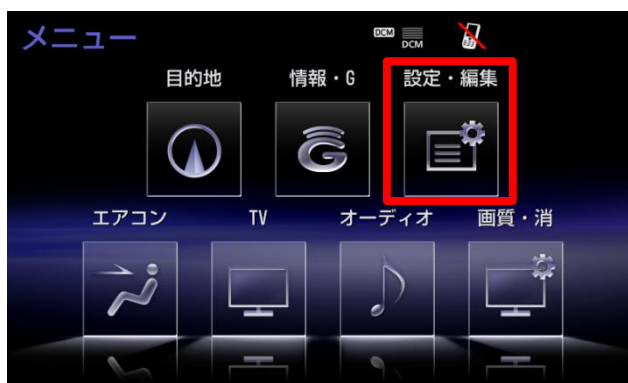 メニュー
DCM
DCM
目的地 情報・G 設定・編集
G
エアコン TV オーディオ 画質・消